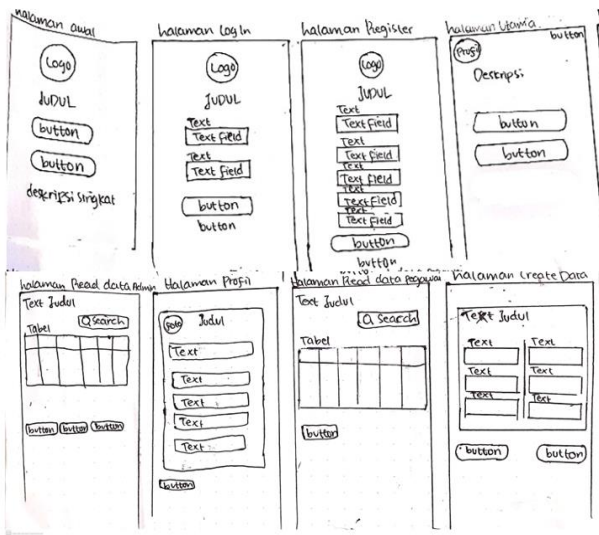 halaman awal
Logo
JUDUL
button
button
deskripsi singkat
halaman LogIn
Logo
JUDUL
Text
Text field
Text
Text field
button
button
halaman Register
Logo
JUDUL
Text
Text field
Text
Text field
Text
Text field
Text
Text field
Text
Text field
button
button
halaman Utama
button
Profil
Deskripsi
button
button
halaman Read data Admin
Text Judul
Search
Tabel
button button button
Halaman Profil
Foto Judul
Text
Text
Text
Text
Text
button
Halaman Read data Pegawai
Text Judul
Search
Tabel
button
halaman Create Data
Text Judul
Text Text
Text Text
Text Text
button button